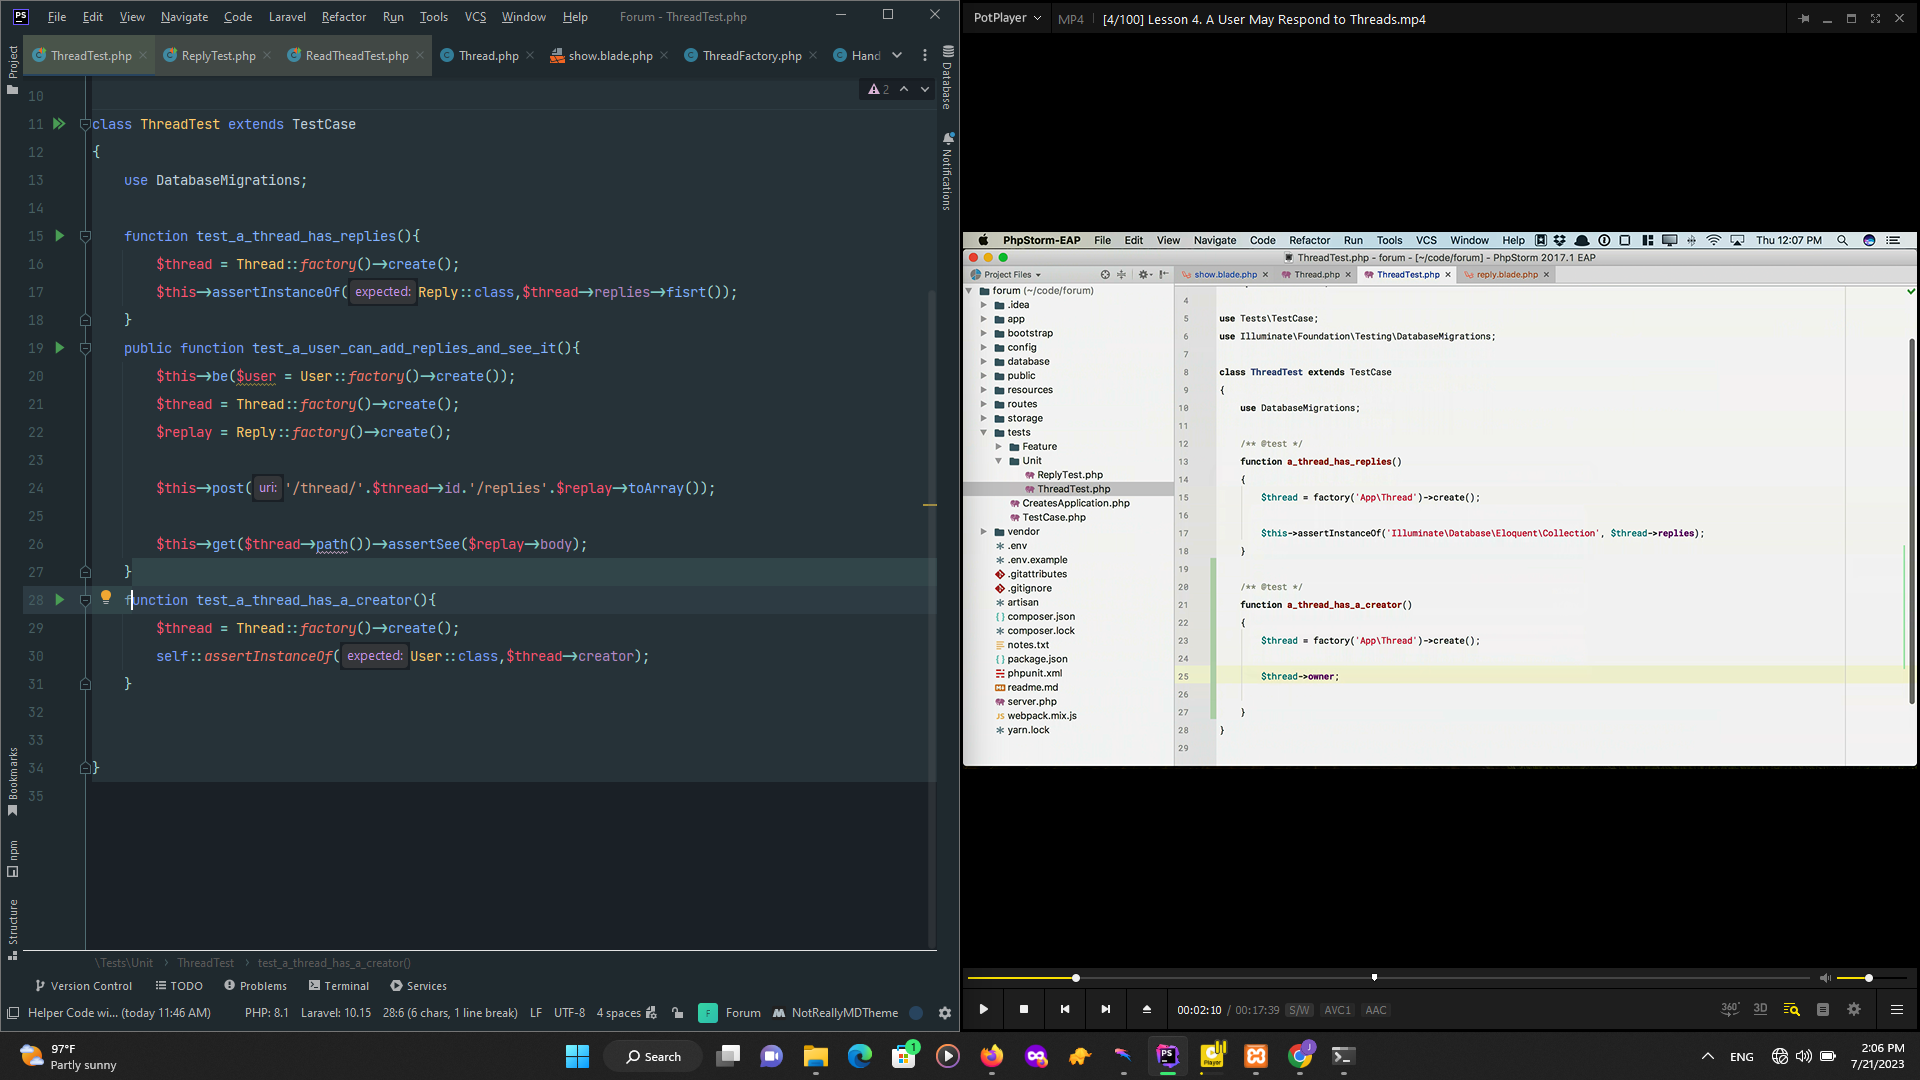 File Edit View Navigate Code Laravel Refactor Run Tools VCS Window Help Forum - ThreadTest.php
Project
ThreadTest.php ReplyTest.php ReadTheadTest.php Thread.php show.blade.php ThreadFactory.php Hand
Database
Notifications
2
10
11 class ThreadTest extends TestCase
12 {
13 use DatabaseMigrations;
14
15 function test_a_thread_has_replies(){
16 $thread = Thread::factory()->create();
17 $this->assertInstanceOf( expected: Reply::class,$thread->replies->fisrt());
18 }
19 public function test_a_user_can_add_replies_and_see_it(){
20 $this->be($user = User::factory()->create());
21 $thread = Thread::factory()->create();
22 $replay = Reply::factory()->create();
23
24 $this->post( uri: '/thread/'.$thread->id.'/replies'.$replay->toArray());
25
26 $this->get($thread->path())->assertSee($replay->body);
27 }
28 function test_a_thread_has_a_creator(){
29 $thread = Thread::factory()->create();
30 self::assertInstanceOf( expected: User::class,$thread->creator);
31 }
32
33
34 }
35
Bookmarks
npm
Structure
\Tests\Unit › ThreadTest › test_a_thread_has_a_creator()
Version Control TODO Problems Terminal Services
Helper Code wi... (today 11:46 AM) PHP: 8.1 Laravel: 10.15 28:6 (6 chars, 1 line break) LF UTF-8 4 spaces F Forum NotReallyMDTheme
PotPlayer MP4 [4/100] Lesson 4. A User May Respond to Threads.mp4
PhpStorm-EAP File Edit View Navigate Code Refactor Run Tools VCS Window Help Thu 12:07 PM
ThreadTest.php - forum - [~/code/forum] - PhpStorm 2017.1 EAP
Project Files show.blade.php Thread.php ThreadTest.php reply.blade.php
forum (~/code/forum)
.idea
app
bootstrap
config
database
public
resources
routes
storage
tests
Feature
Unit
ReplyTest.php
ThreadTest.php
CreatesApplication.php
TestCase.php
vendor
.env
.env.example
.gitattributes
.gitignore
artisan
composer.json
composer.lock
notes.txt
package.json
phpunit.xml
readme.md
server.php
webpack.mix.js
yarn.lock
4
5 use Tests\TestCase;
6 use Illuminate\Foundation\Testing\DatabaseMigrations;
7
8 class ThreadTest extends TestCase
9 {
10 use DatabaseMigrations;
11
12 /** @test */
13 function a_thread_has_replies()
14 {
15 $thread = factory('App\Thread')->create();
16
17 $this->assertInstanceOf('Illuminate\Database\Eloquent\Collection', $thread->replies);
18 }
19
20 /** @test */
21 function a_thread_has_a_creator()
22 {
23 $thread = factory('App\Thread')->create();
24
25 $thread->owner;
26
27 }
28 }
29
00:02:10 / 00:17:39 S/W AVC1 AAC
360° 3D
97°F
Partly sunny
Search
1
ENG
2:06 PM
7/21/2023